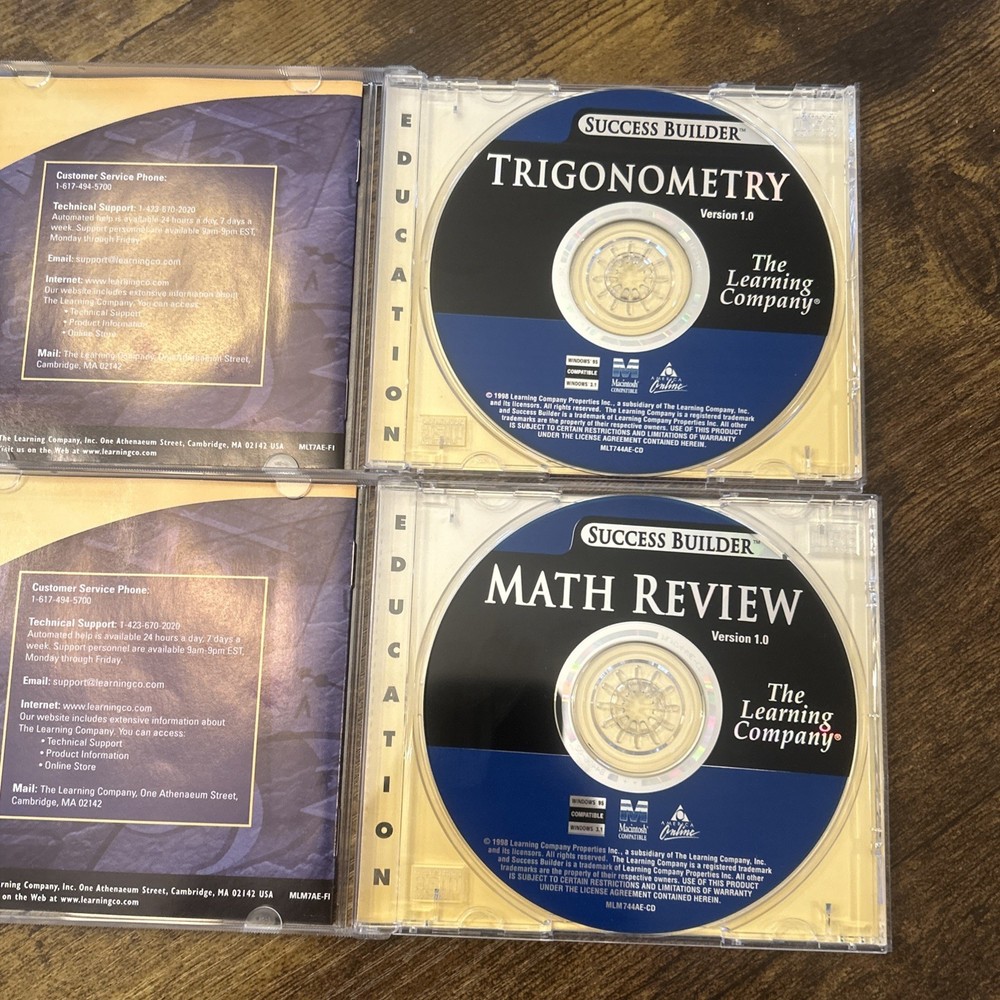 Customer Service Phone:
1-617-494-5700
Technical Support: 1-423-670-2020
Automated help is available 24 hours a day, 7 days a
week. Support personnel are available 9am-9pm EST,
Monday through Friday.
Email: support@learningco.com
Internet: www.learningco.com
Our website includes extensive information about
The Learning Company. You can access:
• Technical Support
• Product Information
• Online Store
Mail: The Learning Company, One Athenaeum Street,
Cambridge, MA 02142
The Learning Company, Inc. One Athenaeum Street, Cambridge, MA 02142 USA MLT7AE-FI
isit us on the Web at www.learningco.com
EDUCATION
SUCCESS BUILDER™
TRIGONOMETRY
Version 1.0
The
Learning
Company®
WINDOWS 95
COMPATIBLE
WINDOWS 3.1
Macintosh
COMPATIBLE
AMERICA
Online
© 1998 Learning Company Properties Inc., a subsidiary of The Learning Company, Inc.
and its licensors. All rights reserved. The Learning Company is a registered trademark
and Success Builder is a trademark of Learning Company Properties Inc. All other
trademarks are the property of their respective owners. USE OF THIS PRODUCT
IS SUBJECT TO CERTAIN RESTRICTIONS AND LIMITATIONS OF WARRANTY
UNDER THE LICENSE AGREEMENT CONTAINED HEREIN.
MLT744AE-CD
Customer Service Phone:
1-617-494-5700
Technical Support: 1-423-670-2020
Automated help is available 24 hours a day, 7 days a
week. Support personnel are available 9am-9pm EST,
Monday through Friday.
Email: support@learningco.com
Internet: www.learningco.com
Our website includes extensive information about
The Learning Company. You can access:
• Technical Support
• Product Information
• Online Store
Mail: The Learning Company, One Athenaeum Street,
Cambridge, MA 02142
rning Company, Inc. One Athenaeum Street, Cambridge, MA 02142 USA MLM7AE-FI
on the Web at www.learningco.com
EDUCATION
SUCCESS BUILDER™
MATH REVIEW
Version 1.0
The
Learning
Company®
WINDOWS 95
COMPATIBLE
WINDOWS 3.1
Macintosh
COMPATIBLE
AMERICA
Online
© 1998 Learning Company Properties Inc., a subsidiary of The Learning Company, Inc.
and its licensors. All rights reserved. The Learning Company is a registered trademark
and Success Builder is a trademark of Learning Company Properties Inc. All other
trademarks are the property of their respective owners. USE OF THIS PRODUCT
IS SUBJECT TO CERTAIN RESTRICTIONS AND LIMITATIONS OF WARRANTY
UNDER THE LICENSE AGREEMENT CONTAINED HEREIN.
MLM744AE-CD